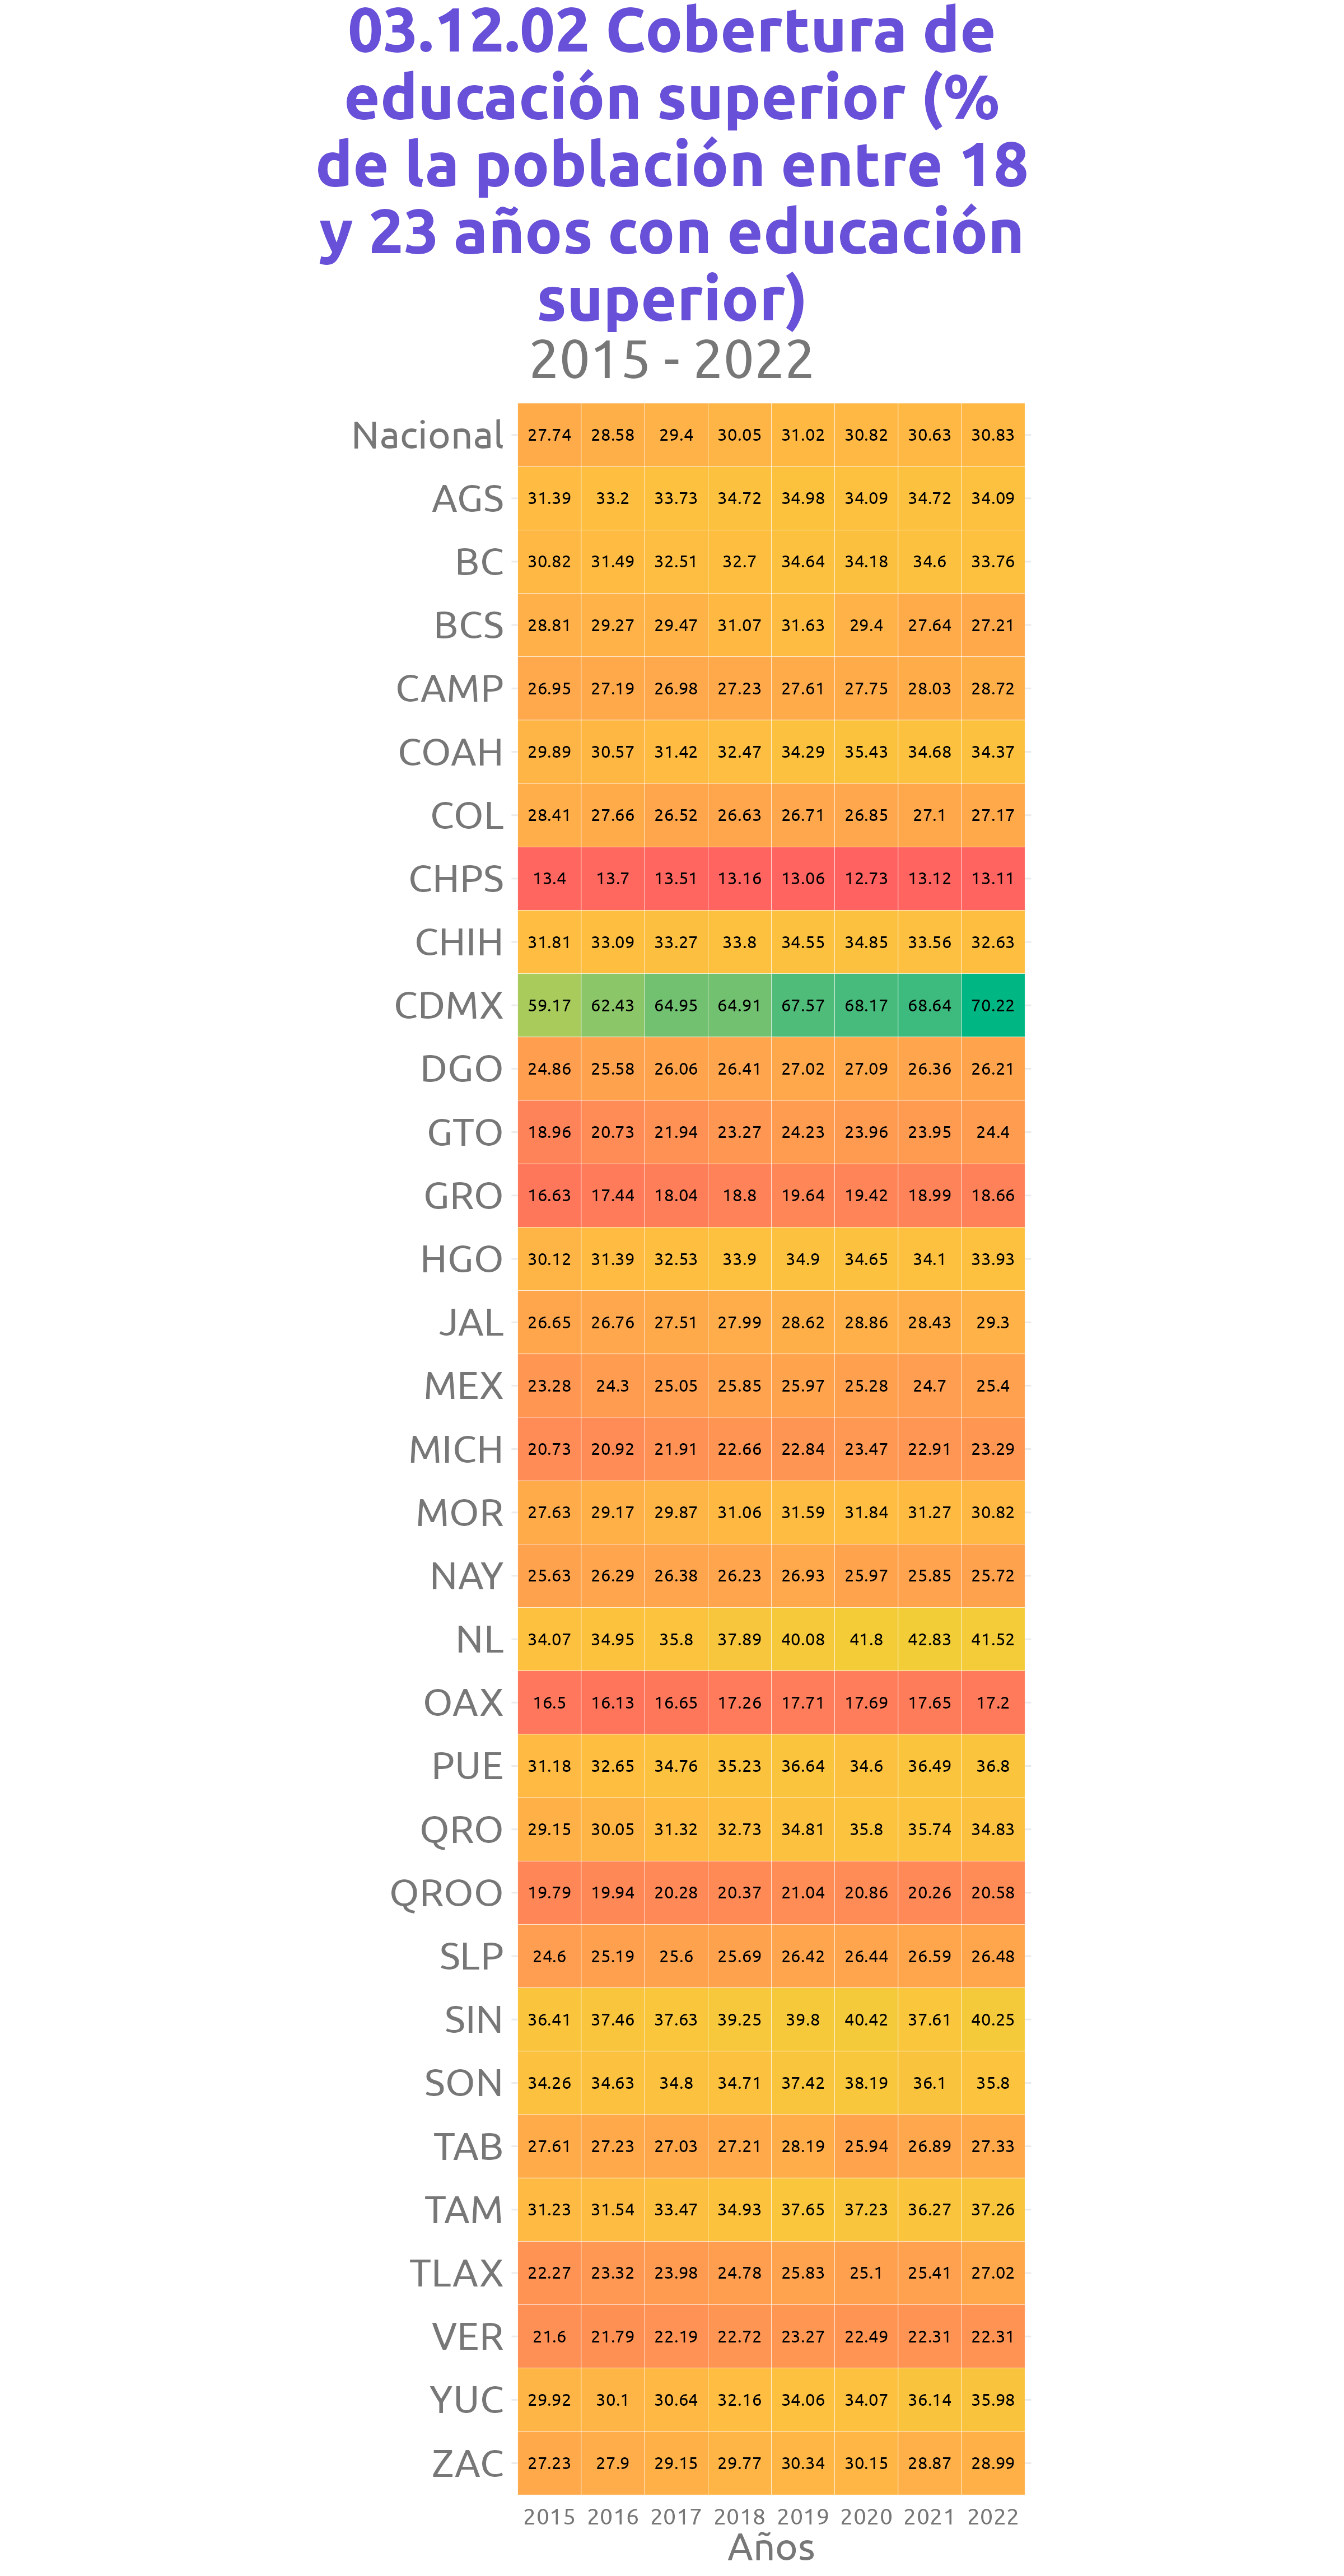 03.12.02 Cobertura de
educación superior (%
de la población entre 18
y 23 años con educación
superior)
2015 - 2022
Nacional 27.74 28.58 29.4 30.05 31.02 30.82 30.63 30.83
AGS 31.39 33.2 33.73 34.72 34.98 34.09 34.72 34.09
BC 30.82 31.49 32.51 32.7 34.64 34.18 34.6 33.76
BCS 28.81 29.27 29.47 31.07 31.63 29.4 27.64 27.21
CAMP 26.95 27.19 26.98 27.23 27.61 27.75 28.03 28.72
COAH 29.89 30.57 31.42 32.47 34.29 35.43 34.68 34.37
COL 28.41 27.66 26.52 26.63 26.71 26.85 27.1 27.17
CHPS 13.4 13.7 13.51 13.16 13.06 12.73 13.12 13.11
CHIH 31.81 33.09 33.27 33.8 34.55 34.85 33.56 32.63
CDMX 59.17 62.43 64.95 64.91 67.57 68.17 68.64 70.22
DGO 24.86 25.58 26.06 26.41 27.02 27.09 26.36 26.21
GTO 18.96 20.73 21.94 23.27 24.23 23.96 23.95 24.4
GRO 16.63 17.44 18.04 18.8 19.64 19.42 18.99 18.66
HGO 30.12 31.39 32.53 33.9 34.9 34.65 34.1 33.93
JAL 26.65 26.76 27.51 27.99 28.62 28.86 28.43 29.3
MEX 23.28 24.3 25.05 25.85 25.97 25.28 24.7 25.4
MICH 20.73 20.92 21.91 22.66 22.84 23.47 22.91 23.29
MOR 27.63 29.17 29.87 31.06 31.59 31.84 31.27 30.82
NAY 25.63 26.29 26.38 26.23 26.93 25.97 25.85 25.72
NL 34.07 34.95 35.8 37.89 40.08 41.8 42.83 41.52
OAX 16.5 16.13 16.65 17.26 17.71 17.69 17.65 17.2
PUE 31.18 32.65 34.76 35.23 36.64 34.6 36.49 36.8
QRO 29.15 30.05 31.32 32.73 34.81 35.8 35.74 34.83
QROO 19.79 19.94 20.28 20.37 21.04 20.86 20.26 20.58
SLP 24.6 25.19 25.6 25.69 26.42 26.44 26.59 26.48
SIN 36.41 37.46 37.63 39.25 39.8 40.42 37.61 40.25
SON 34.26 34.63 34.8 34.71 37.42 38.19 36.1 35.8
TAB 27.61 27.23 27.03 27.21 28.19 25.94 26.89 27.33
TAM 31.23 31.54 33.47 34.93 37.65 37.23 36.27 37.26
TLAX 22.27 23.32 23.98 24.78 25.83 25.1 25.41 27.02
VER 21.6 21.79 22.19 22.72 23.27 22.49 22.31 22.31
YUC 29.92 30.1 30.64 32.16 34.06 34.07 36.14 35.98
ZAC 27.23 27.9 29.15 29.77 30.34 30.15 28.87 28.99
2015 2016 2017 2018 2019 2020 2021 2022
Años